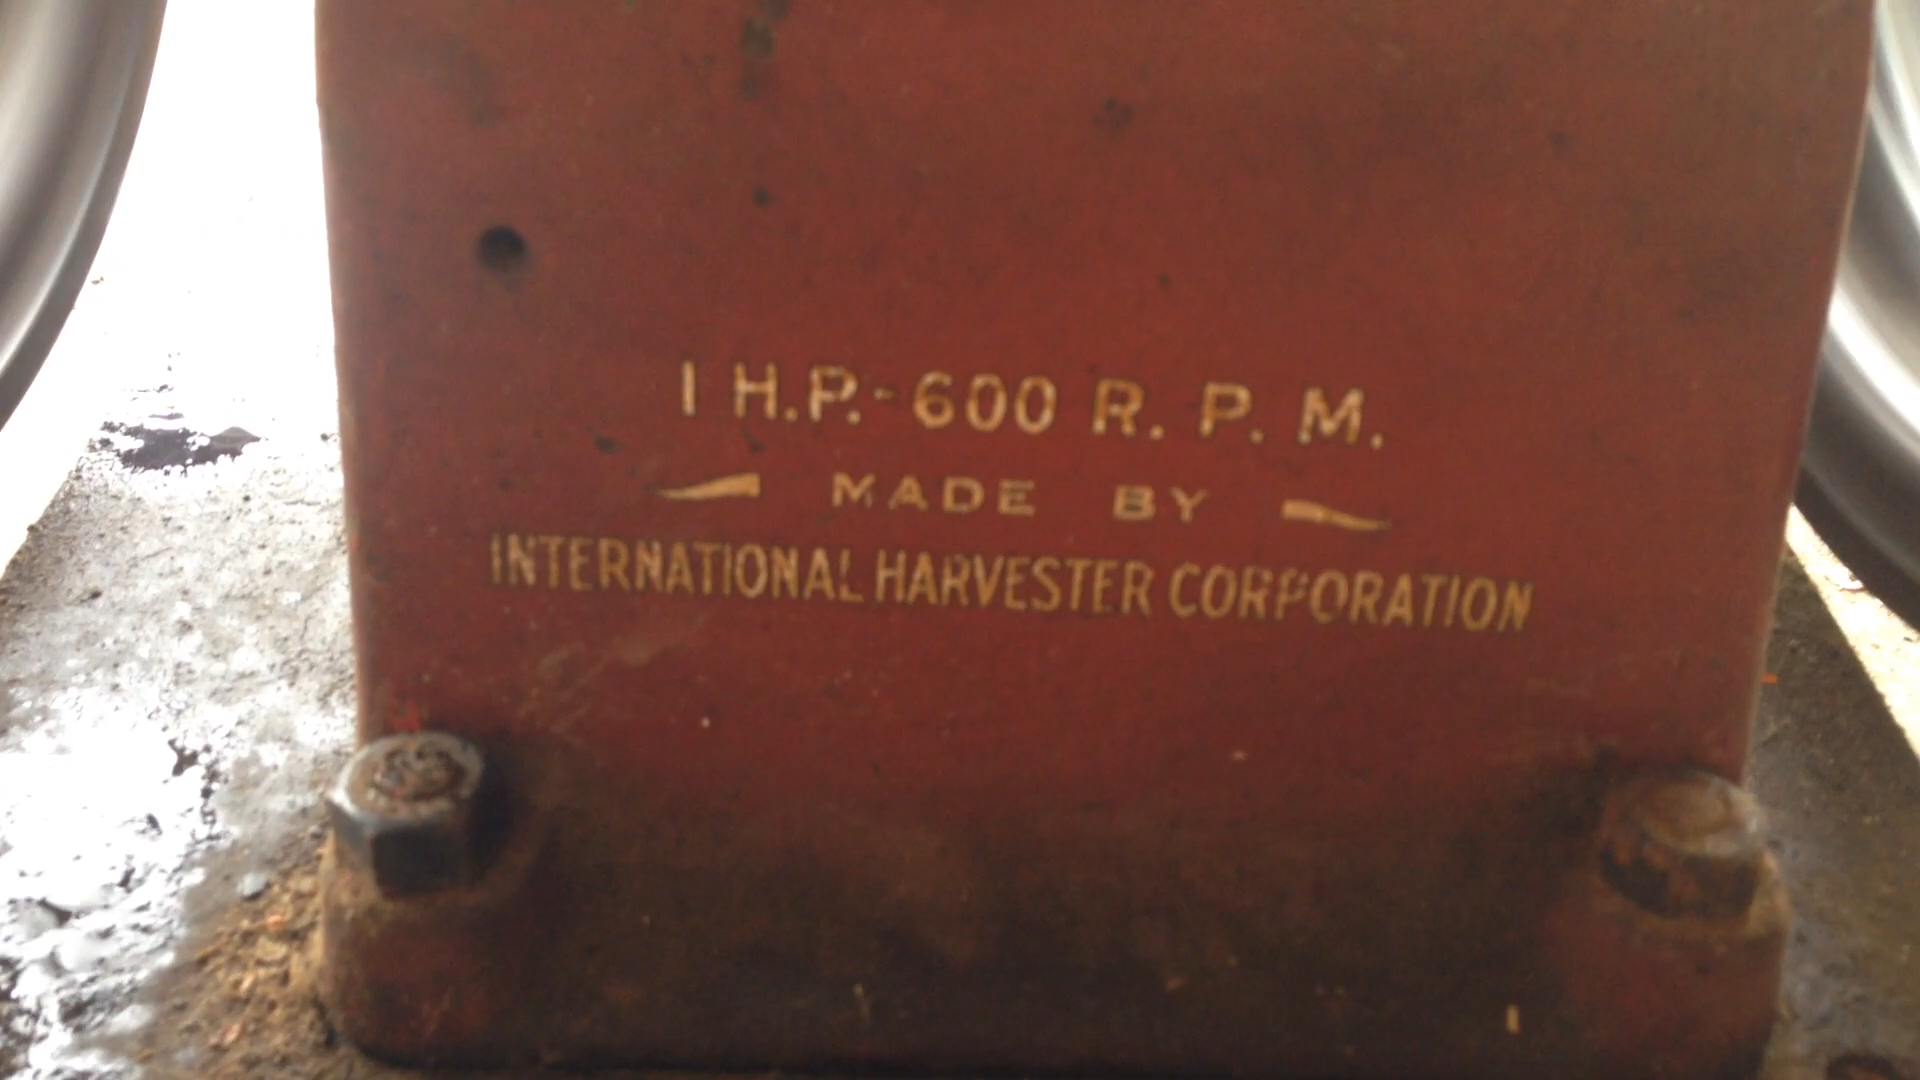 1 H.P.-600 R. P. M.
MADE BY
INTERNATIONAL HARVESTER CORPORATION